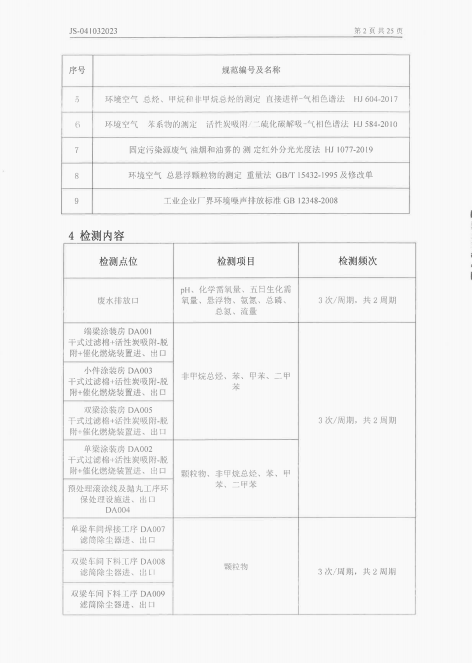 JS-041032023
第 2 页 共 25 页
序号
规范编号及名称
5
环境空气 总烃、甲烷和非甲烷总烃的测定 直接进样-气相色谱法 HJ 604-2017
6
环境空气 苯系物的测定 活性炭吸附/二硫化碳解吸-气相色谱法 HJ 584-2010
7
固定污染源废气 油烟和油雾的测 定红外分光光度法 HJ 1077-2019
8
环境空气 总悬浮颗粒物的测定 重量法 GB/T 15432-1995 及修改单
9
工业企业厂界环境噪声排放标准 GB 12348-2008
4 检测内容
检测点位
检测项目
检测频次
废水排放口
pH、化学需氧量、五日生化需
氧量、悬浮物、氨氮、总磷、
总氮、流量
3 次/周期，共 2 周期
端梁涂装房 DA001
干式过滤棉+活性炭吸附-脱
附+催化燃烧装置进、出口
小件涂装房 DA003
干式过滤棉+活性炭吸附-脱
附+催化燃烧装置进、出口
双梁涂装房 DA005
干式过滤棉+活性炭吸附-脱
附+催化燃烧装置进、出口
非甲烷总烃、苯、甲苯、二甲
苯
3 次/周期，共 2 周期
单梁涂装房 DA002
干式过滤棉+活性炭吸附-脱
附+催化燃烧装置进、出口
预处理滚涂线及抛丸工序环
保处理设施进、出口
DA004
颗粒物、非甲烷总烃、苯、甲
苯、二甲苯
单梁车间焊接工序 DA007
滤筒除尘器进、出口
双梁车间下料工序 DA008
滤筒除尘器进、出口
双梁车间下料工序 DA009
滤筒除尘器进、出口
颗粒物
3 次/周期，共 2 周期